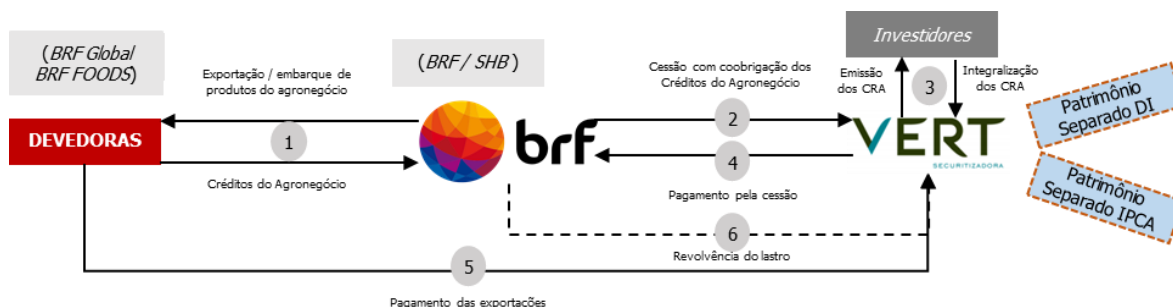 (BRF Global
BRF FOODS)
Exportação / embarque de
produtos do agronegócio
DEVEDORAS
1
Créditos do Agronegócio
(BRF / SHB)
brf
Cessão com coobrigação dos
Créditos do Agronegócio
2
4
Pagamento pela cessão
6
Revolvência do lastro
5
Pagamento das exportações
Investidores
Emissão
dos CRA
3
Integralização
dos CRA
VERT
SECURITIZADORA
Patrimônio
Separado DI
Patrimônio
Separado IPCA